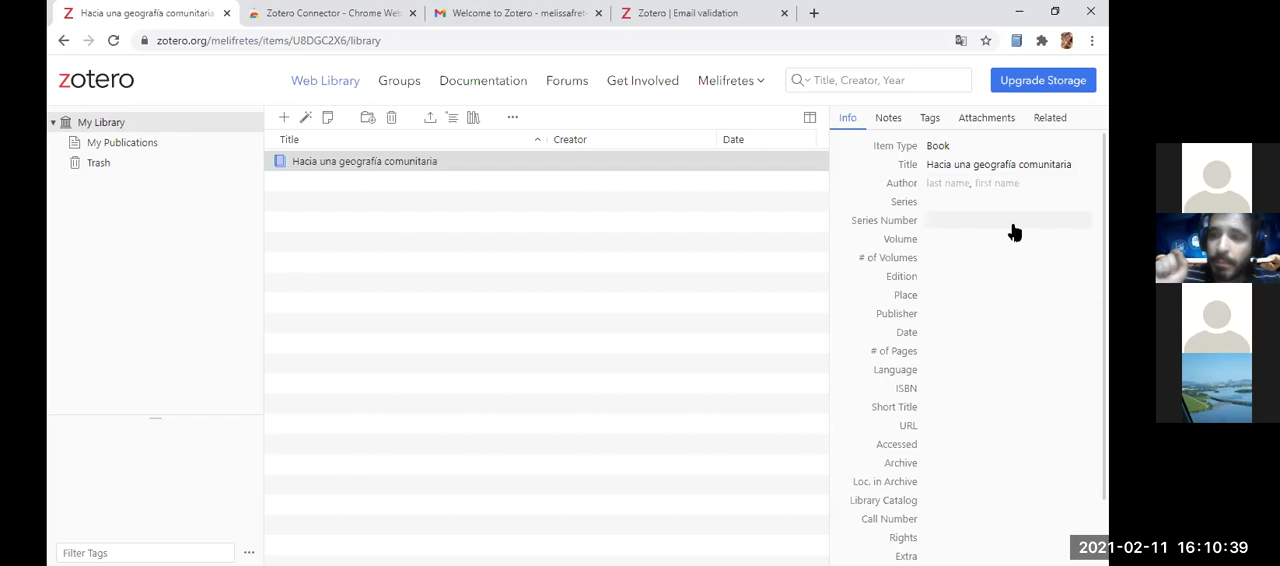 Hacia una geografía comunitaria
Zotero Connector - Chrome Web
Welcome to Zotero - melissafret
Zotero | Email validation
zotero.org/melifretes/items/U8DGC2X6/library
zotero
Web Library
Groups
Documentation
Forums
Get Involved
Melifretes
Title, Creator, Year
Upgrade Storage
My Library
My Publications
Trash
Title
Creator
Date
Hacia una geografía comunitaria
Info
Notes
Tags
Attachments
Related
Item Type Book
Title Hacia una geografía comunitaria
Author last name, first name
Series
Series Number
Volume
# of Volumes
Edition
Place
Publisher
Date
# of Pages
Language
ISBN
Short Title
URL
Accessed
Archive
Loc. in Archive
Library Catalog
Call Number
Rights
Extra
Filter Tags
2021-02-11 16:10:39